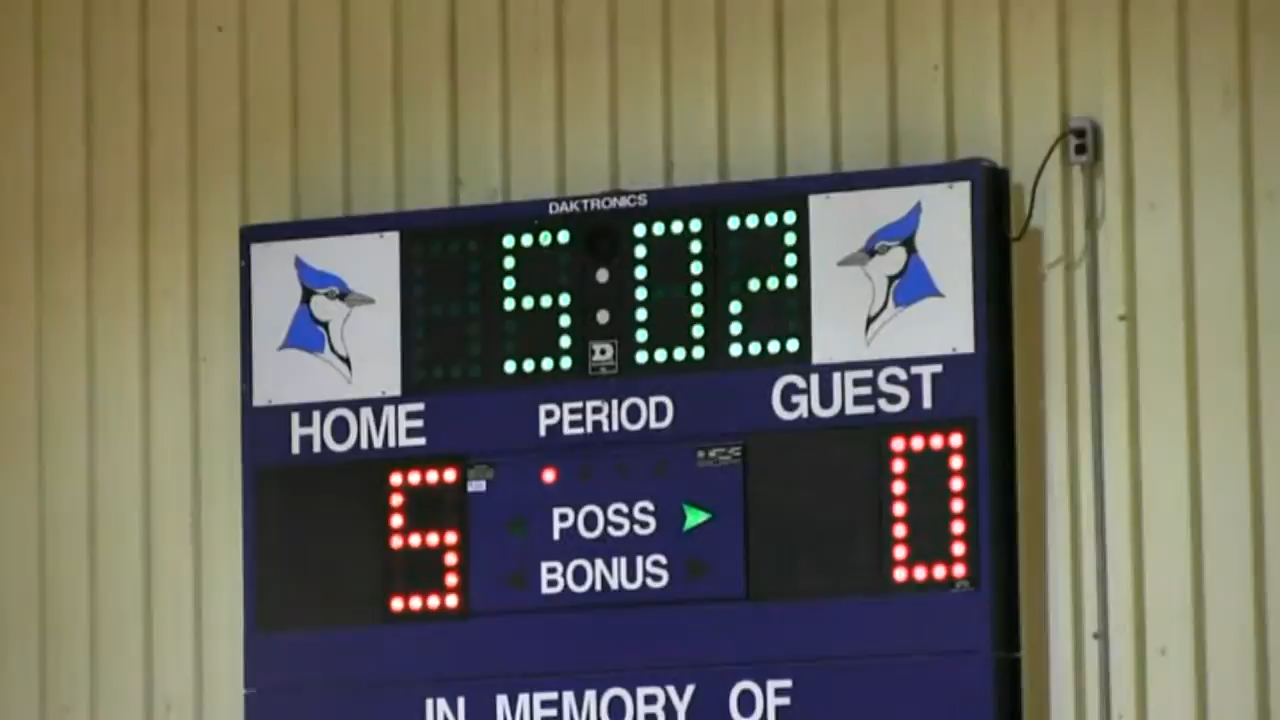 DAKTRONICS
5:02
D
HOME PERIOD GUEST
5 0
POSS
BONUS
IN MEMORY OF